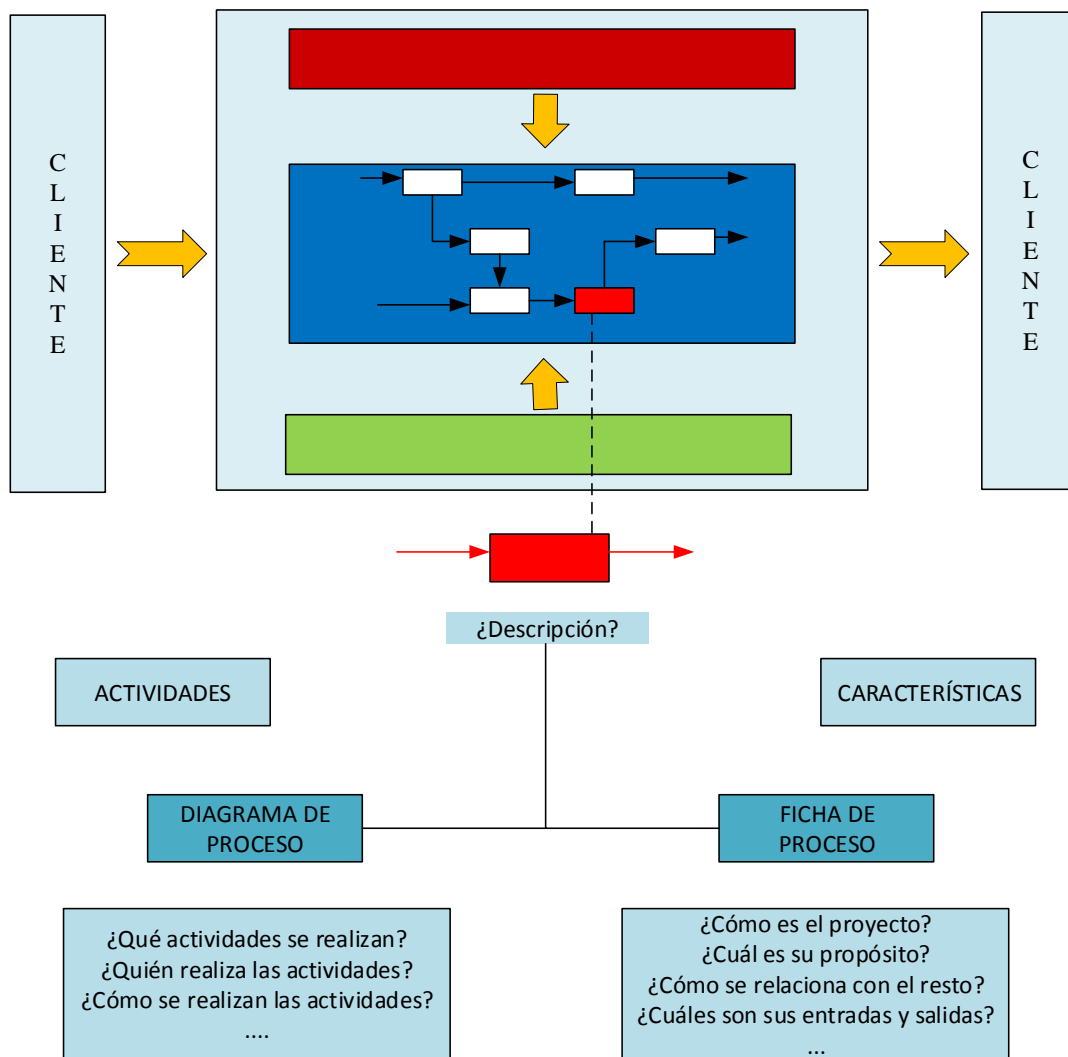 CLIENTE
CLIENTE
¿Descripción?
ACTIVIDADES
CARACTERÍSTICAS
DIAGRAMA DE
PROCESO
FICHA DE
PROCESO
¿Qué actividades se realizan?
¿Quién realiza las actividades?
¿Cómo se realizan las actividades?
....
¿Cómo es el proyecto?
¿Cuál es su propósito?
¿Cómo se relaciona con el resto?
¿Cuáles son sus entradas y salidas?
...